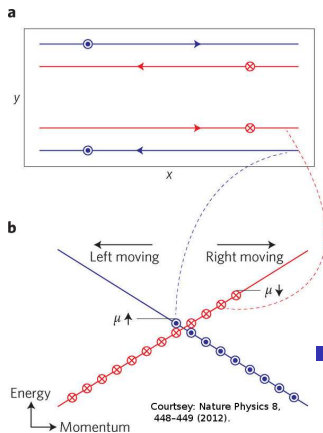 a
y
x
b
Left moving
Right moving
μ ↓
μ ↑
Energy
Momentum
Courtsey: Nature Physics 8,
448–449 (2012).